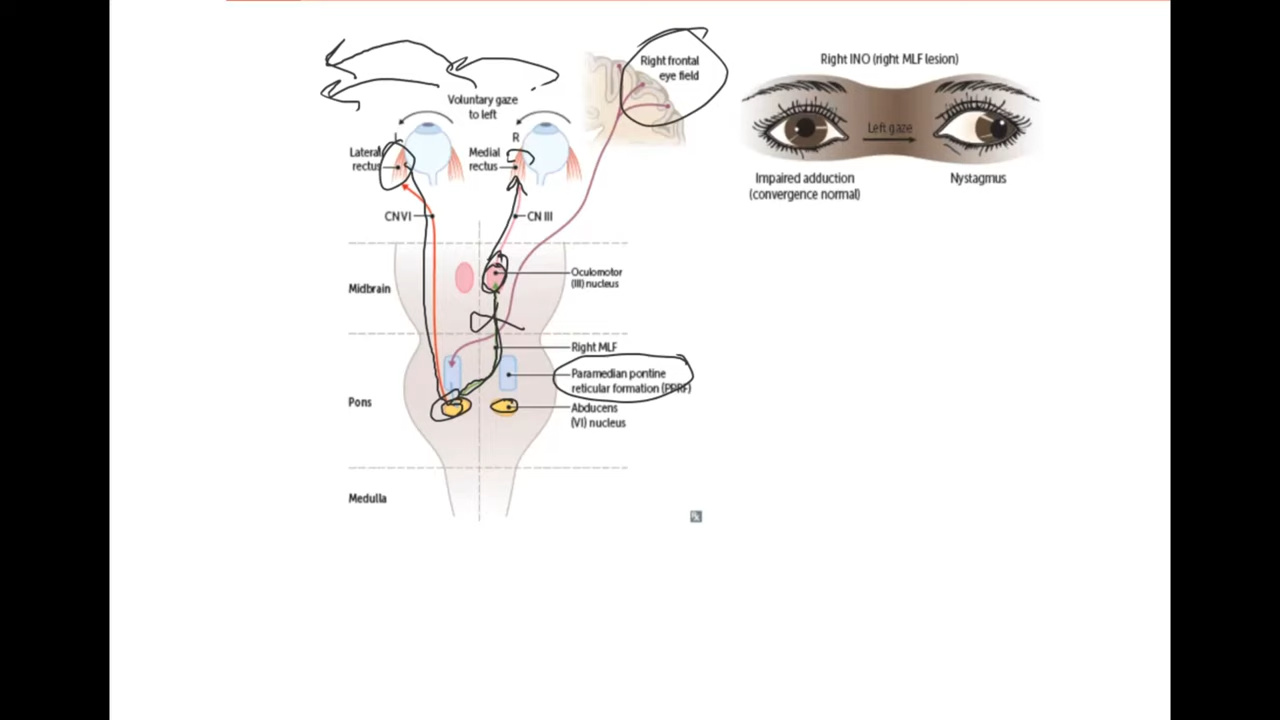 Right frontal
eye field
Voluntary gaze
to left
L
R
Lateral
rectus
Medial
rectus
CN VI
CN III
Oculomotor
(III) nucleus
Midbrain
Right MLF
Paramedian pontine
reticular formation (PPRF)
Pons
Abducens
(VI) nucleus
Medulla
Right INO (right MLF lesion)
Left gaze
Impaired adduction
(convergence normal)
Nystagmus